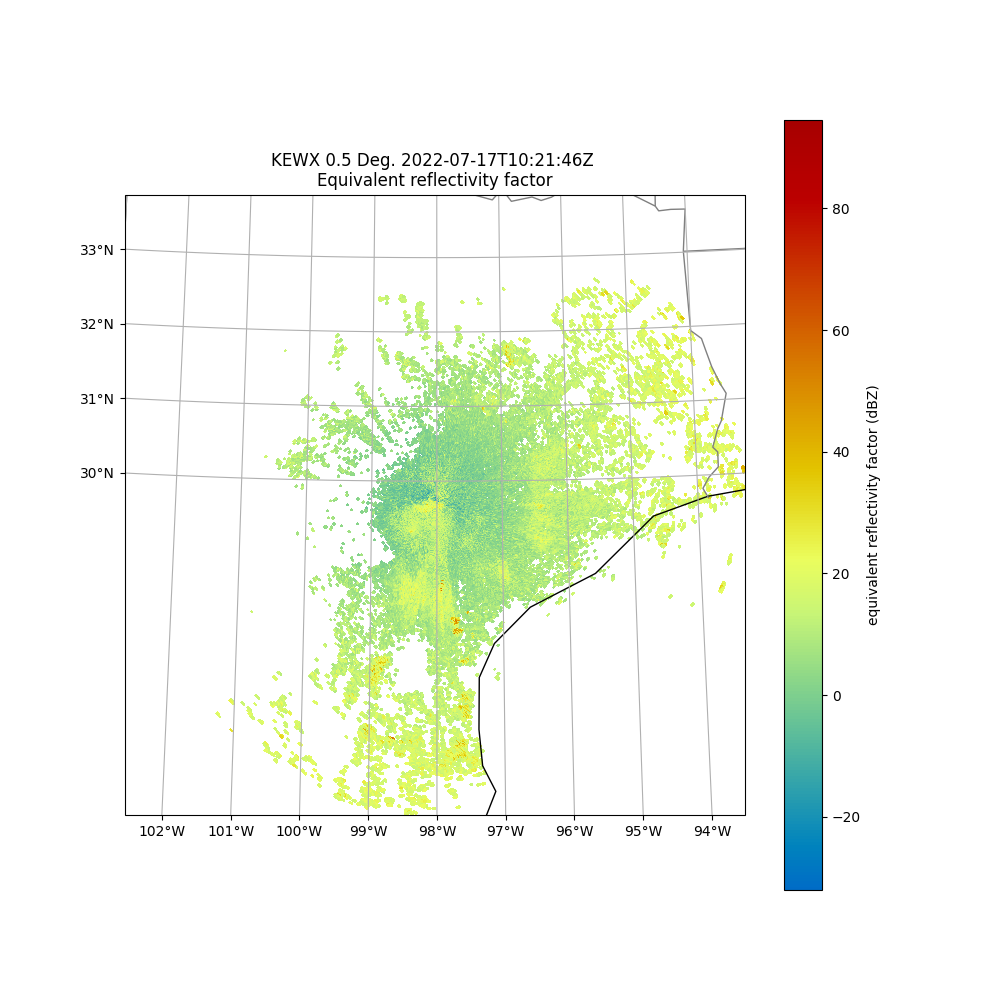 KEWX 0.5 Deg. 2022-07-17T10:21:46Z
Equivalent reflectivity factor
33°N
32°N
31°N
30°N
102°W 101°W 100°W 99°W 98°W 97°W 96°W 95°W 94°W
80
60
40
20
0
−20
equivalent reflectivity factor (dBZ)